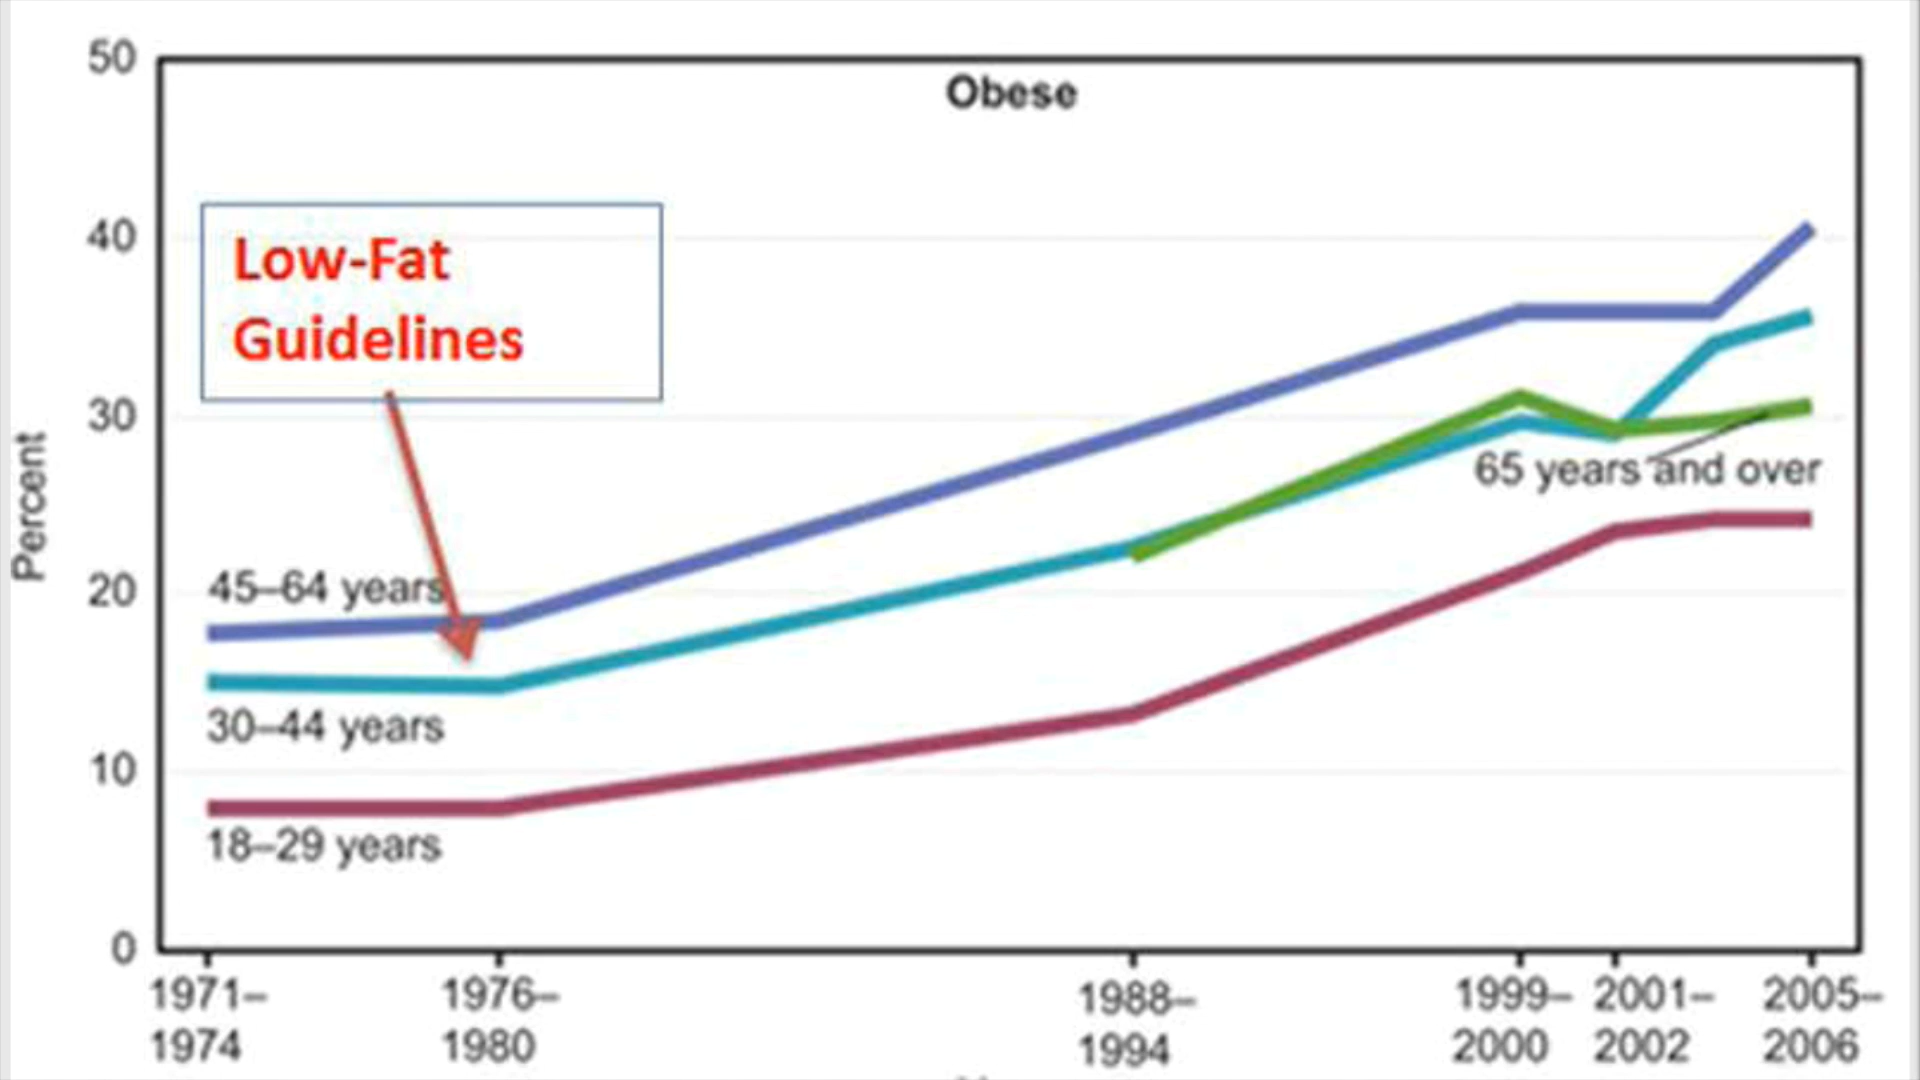 Obese
50
40
30
20
10
0
Percent
Low-Fat
Guidelines
45–64 years
30–44 years
18–29 years
65 years and over
1971–
1974
1976–
1980
1988–
1994
1999–
2000
2001–
2002
2005–
2006